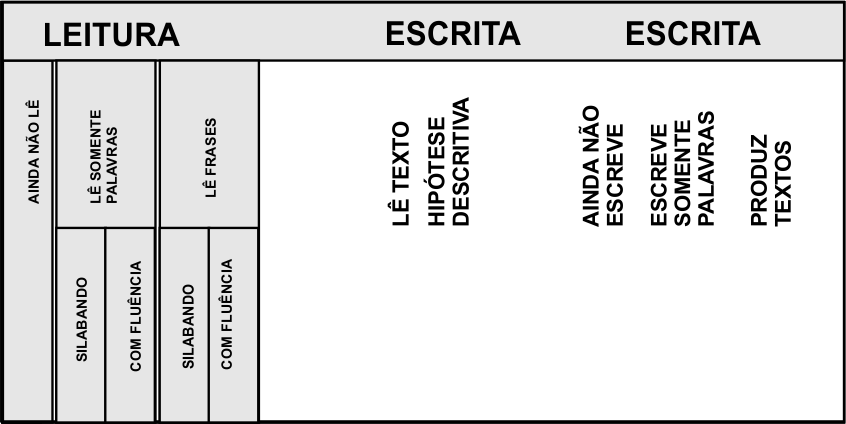 LEITURA
ESCRITA
ESCRITA
AINDA NÃO LÊ
LÊ SOMENTE
PALAVRAS
LÊ FRASES
LÊ TEXTO
HIPÓTESE
DESCRITIVA
AINDA NÃO
ESCREVE
ESCREVE
SOMENTE
PALAVRAS
PRODUZ
TEXTOS
SILABANDO
COM FLUÊNCIA
SILABANDO
COM FLUÊNCIA